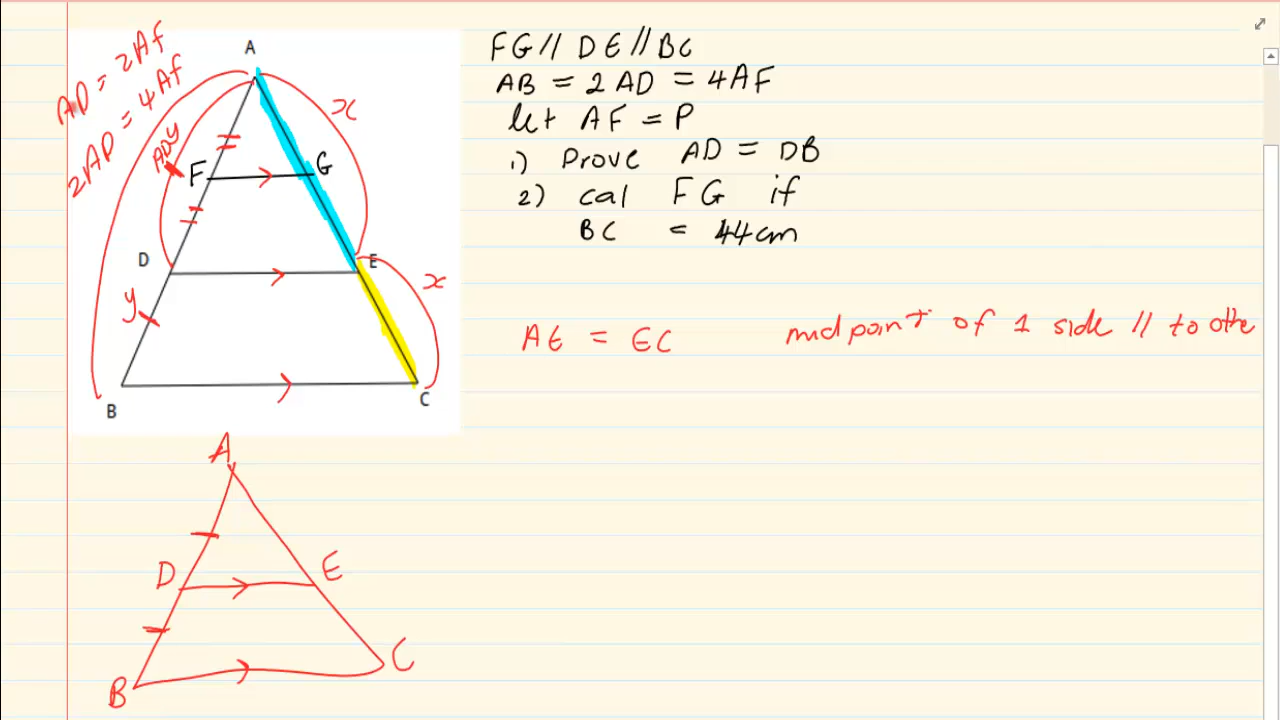 AD = 2Af
2AD = 4Af
A
x
ADy
F
G
D
E
y
x
B
C
FG // DE // BC
AB = 2AD = 4AF
let AF = P
1) Prove AD = DB
2) cal FG if
BC = 44cm
AE = EC midpoint of 1 side // to othe
A
D
E
B
C